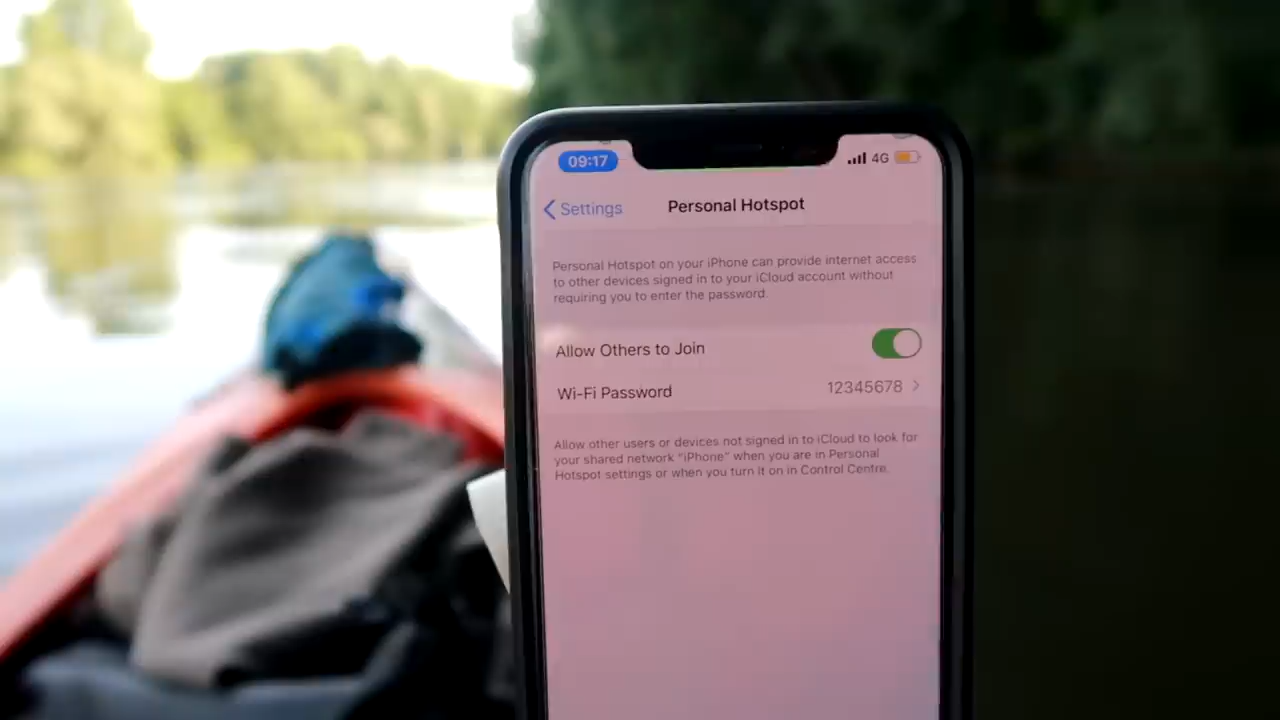 09:17
4G
Settings
Personal Hotspot
Personal Hotspot on your iPhone can provide internet access
to other devices signed in to your iCloud account without
requiring you to enter the password.
Allow Others to Join
Wi-Fi Password 12345678
Allow other users or devices not signed in to iCloud to look for
your shared network “iPhone” when you are in Personal
Hotspot settings or when you turn it on in Control Centre.